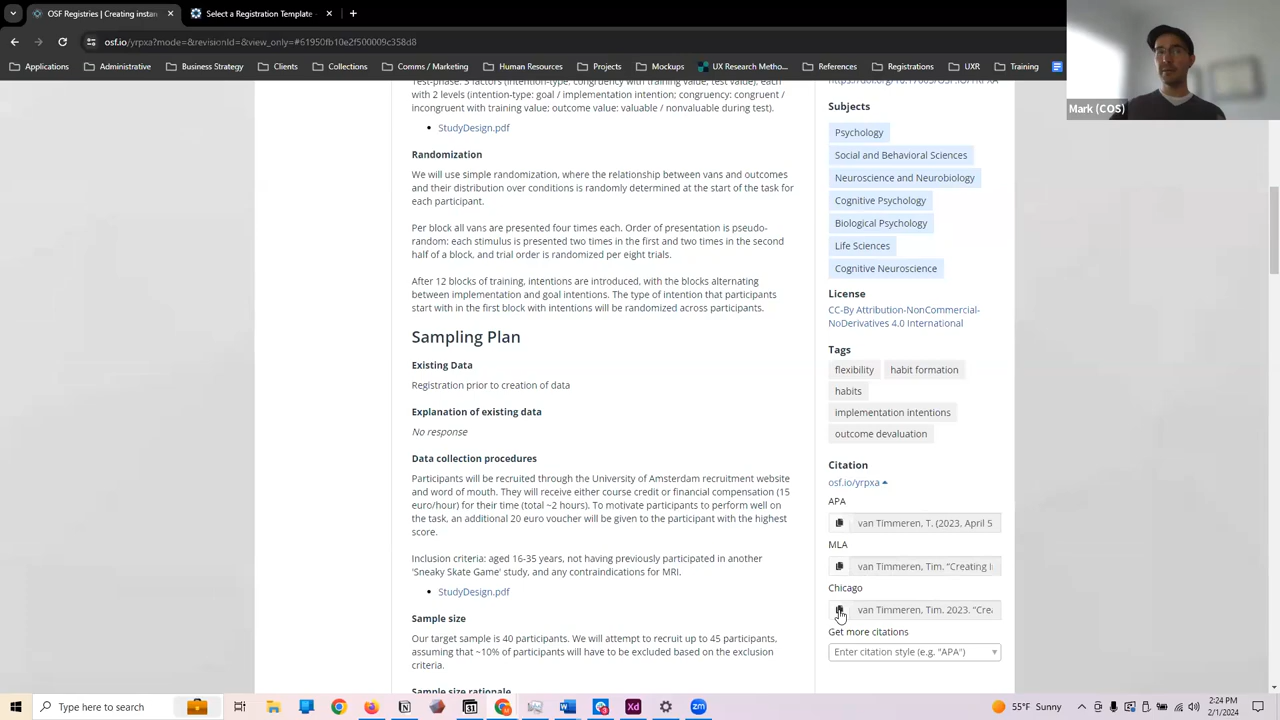 OSF Registries | Creating instan
Select a Registration Template
osf.io/yrpxa?mode=&revisionId=&view_only=#61950fb10e2f500009c358d8
Applications
Administrative
Business Strategy
Clients
Collections
Comms / Marketing
Human Resources
Projects
Mockups
UX Research Metho...
References
Registrations
UXR
Training
Mark (COS)
Test-phase: 3 factors (intention-type, congruency with training value, test value), each
with 2 levels (intention-type: goal / implementation intention; congruency: congruent /
incongruent with training value; outcome value: valuable / nonvaluable during test).
• StudyDesign.pdf
Randomization
We will use simple randomization, where the relationship between vans and outcomes
and their distribution over conditions is randomly determined at the start of the task for
each participant.
Per block all vans are presented four times each. Order of presentation is pseudo-
random: each stimulus is presented two times in the first and two times in the second
half of a block, and trial order is randomized per eight trials.
After 12 blocks of training, intentions are introduced, with the blocks alternating
between implementation and goal intentions. The type of intention that participants
start with in the first block with intentions will be randomized across participants.
Sampling Plan
Existing Data
Registration prior to creation of data
Explanation of existing data
No response
Data collection procedures
Participants will be recruited through the University of Amsterdam recruitment website
and word of mouth. They will receive either course credit or financial compensation (15
euro/hour) for their time (total ~2 hours). To motivate participants to perform well on
the task, an additional 20 euro voucher will be given to the participant with the highest
score.
Inclusion criteria: aged 16-35 years, not having previously participated in another
'Sneaky Skate Game' study, and any contraindications for MRI.
• StudyDesign.pdf
Sample size
Our target sample is 40 participants. We will attempt to recruit up to 45 participants,
assuming that ~10% of participants will have to be excluded based on the exclusion
criteria.
Sample size rationale
Subjects
Psychology
Social and Behavioral Sciences
Neuroscience and Neurobiology
Cognitive Psychology
Biological Psychology
Life Sciences
Cognitive Neuroscience
License
CC-By Attribution-NonCommercial-
NoDerivatives 4.0 International
Tags
flexibility
habit formation
habits
implementation intentions
outcome devaluation
Citation
osf.io/yrpxa
APA
van Timmeren, T. (2023, April 5
MLA
van Timmeren, Tim. "Creating I
Chicago
van Timmeren, Tim. 2023. "Crea
Get more citations
Enter citation style (e.g. "APA")
Type here to search
55°F Sunny
2:24 PM
2/1/2024